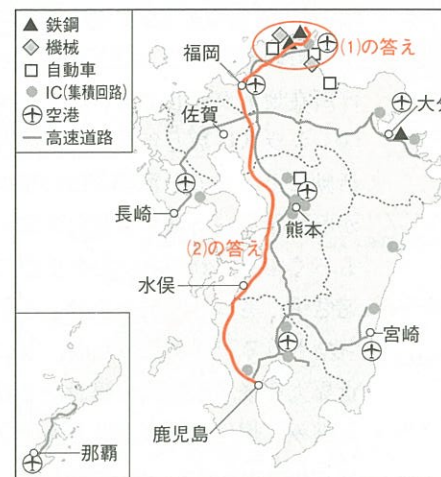 鉄鋼
機械
自動車
IC(集積回路)
空港
高速道路
(1)の答え
福岡
佐賀
大分
長崎
熊本
(2)の答え
水俣
宮崎
鹿児島
那覇